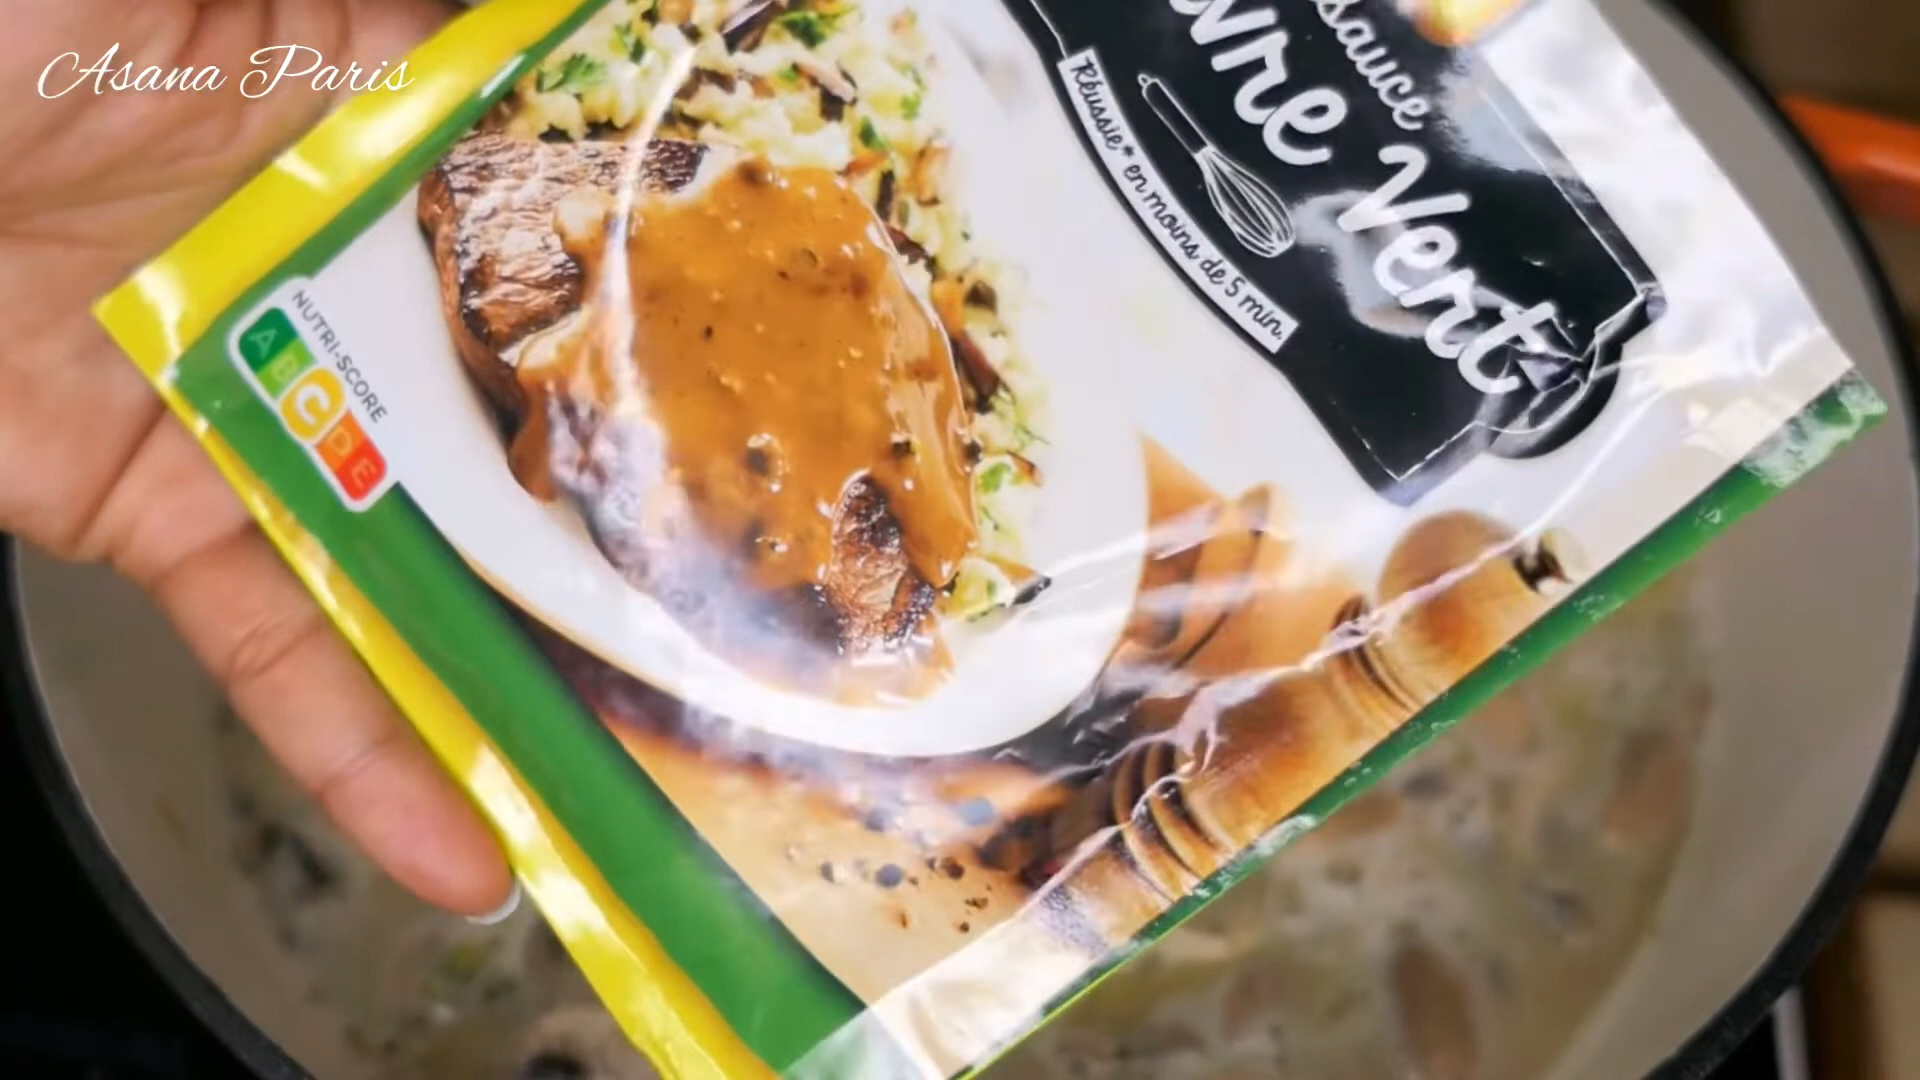 Asana Paris
sauce
vre Vert
Réussie* en moins de 5 min.
NUTRI-SCORE
A B C D E